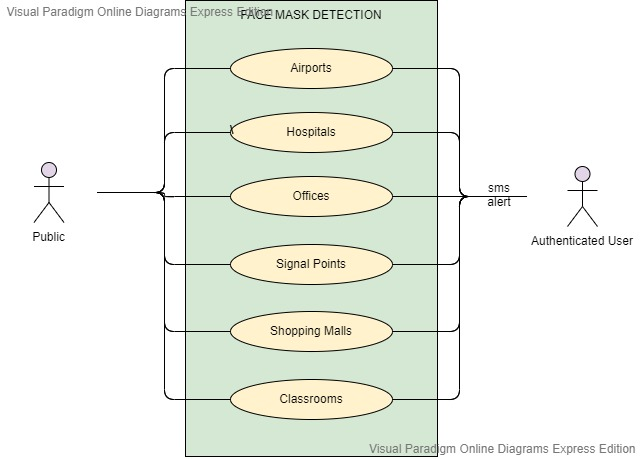 Visual Paradigm Online Diagrams Express Edition
FACE MASK DETECTION
Airports
Hospitals
Offices
Signal Points
Shopping Malls
Classrooms
Public
sms
alert
Authenticated User
Visual Paradigm Online Diagrams Express Edition